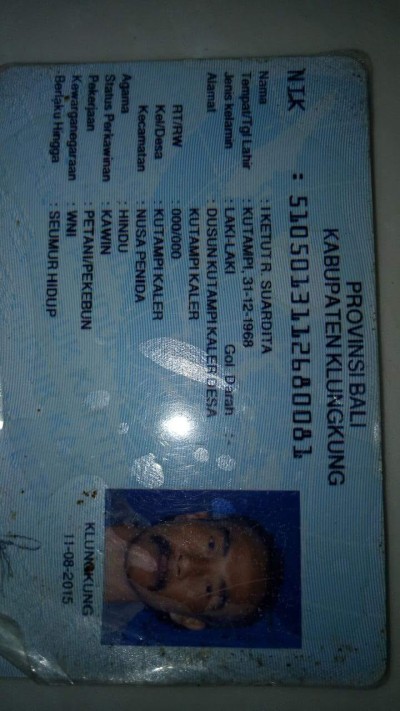 PROVINSI BALI
KABUPATEN KLUNGKUNG
NIK : 5105013112680081
Nama : I KETUT R. SUARDITA
Tempat/Tgl Lahir : KUTAMPI, 31-12-1968
Jenis kelamin : LAKI-LAKI Gol. Darah : -
Alamat : DUSUN KUTAMPI KALER DESA
KUTAMPI KALER
RT/RW : 000/000
Kel/Desa : KUTAMPI KALER
Kecamatan : NUSA PENIDA
Agama : HINDU
Status Perkawinan : KAWIN
Pekerjaan : PETANI/PEKEBUN
Kewarganegaraan : WNI
Berlaku Hingga : SEUMUR HIDUP
KLUNGKUNG
11-08-2015